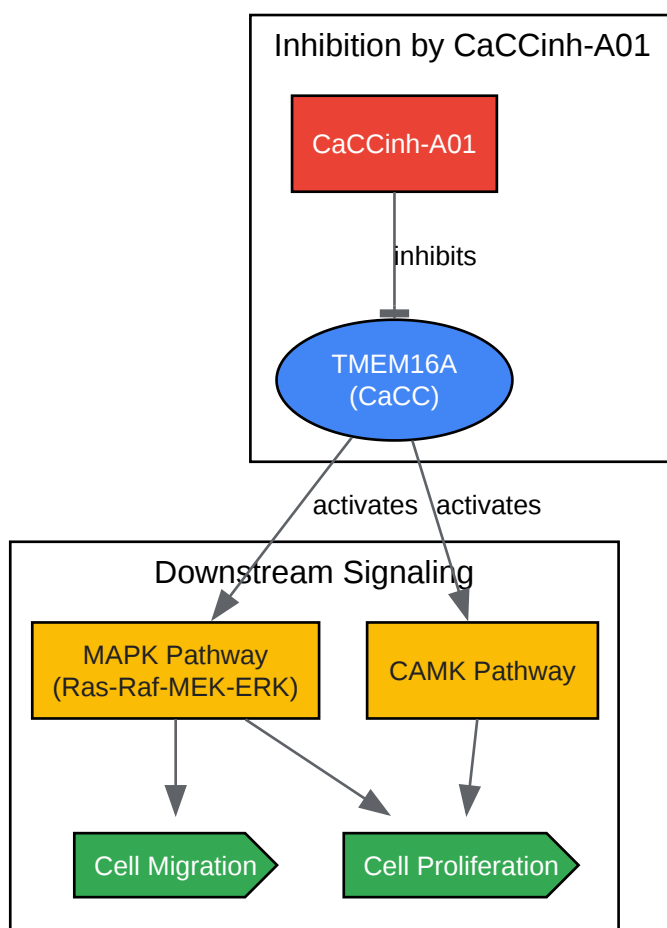 Inhibition by CaCCinh-A01
CaCCinh-A01
inhibits
TMEM16A
(CaCC)
activates
activates
Downstream Signaling
MAPK Pathway
(Ras-Raf-MEK-ERK)
CAMK Pathway
Cell Migration
Cell Proliferation